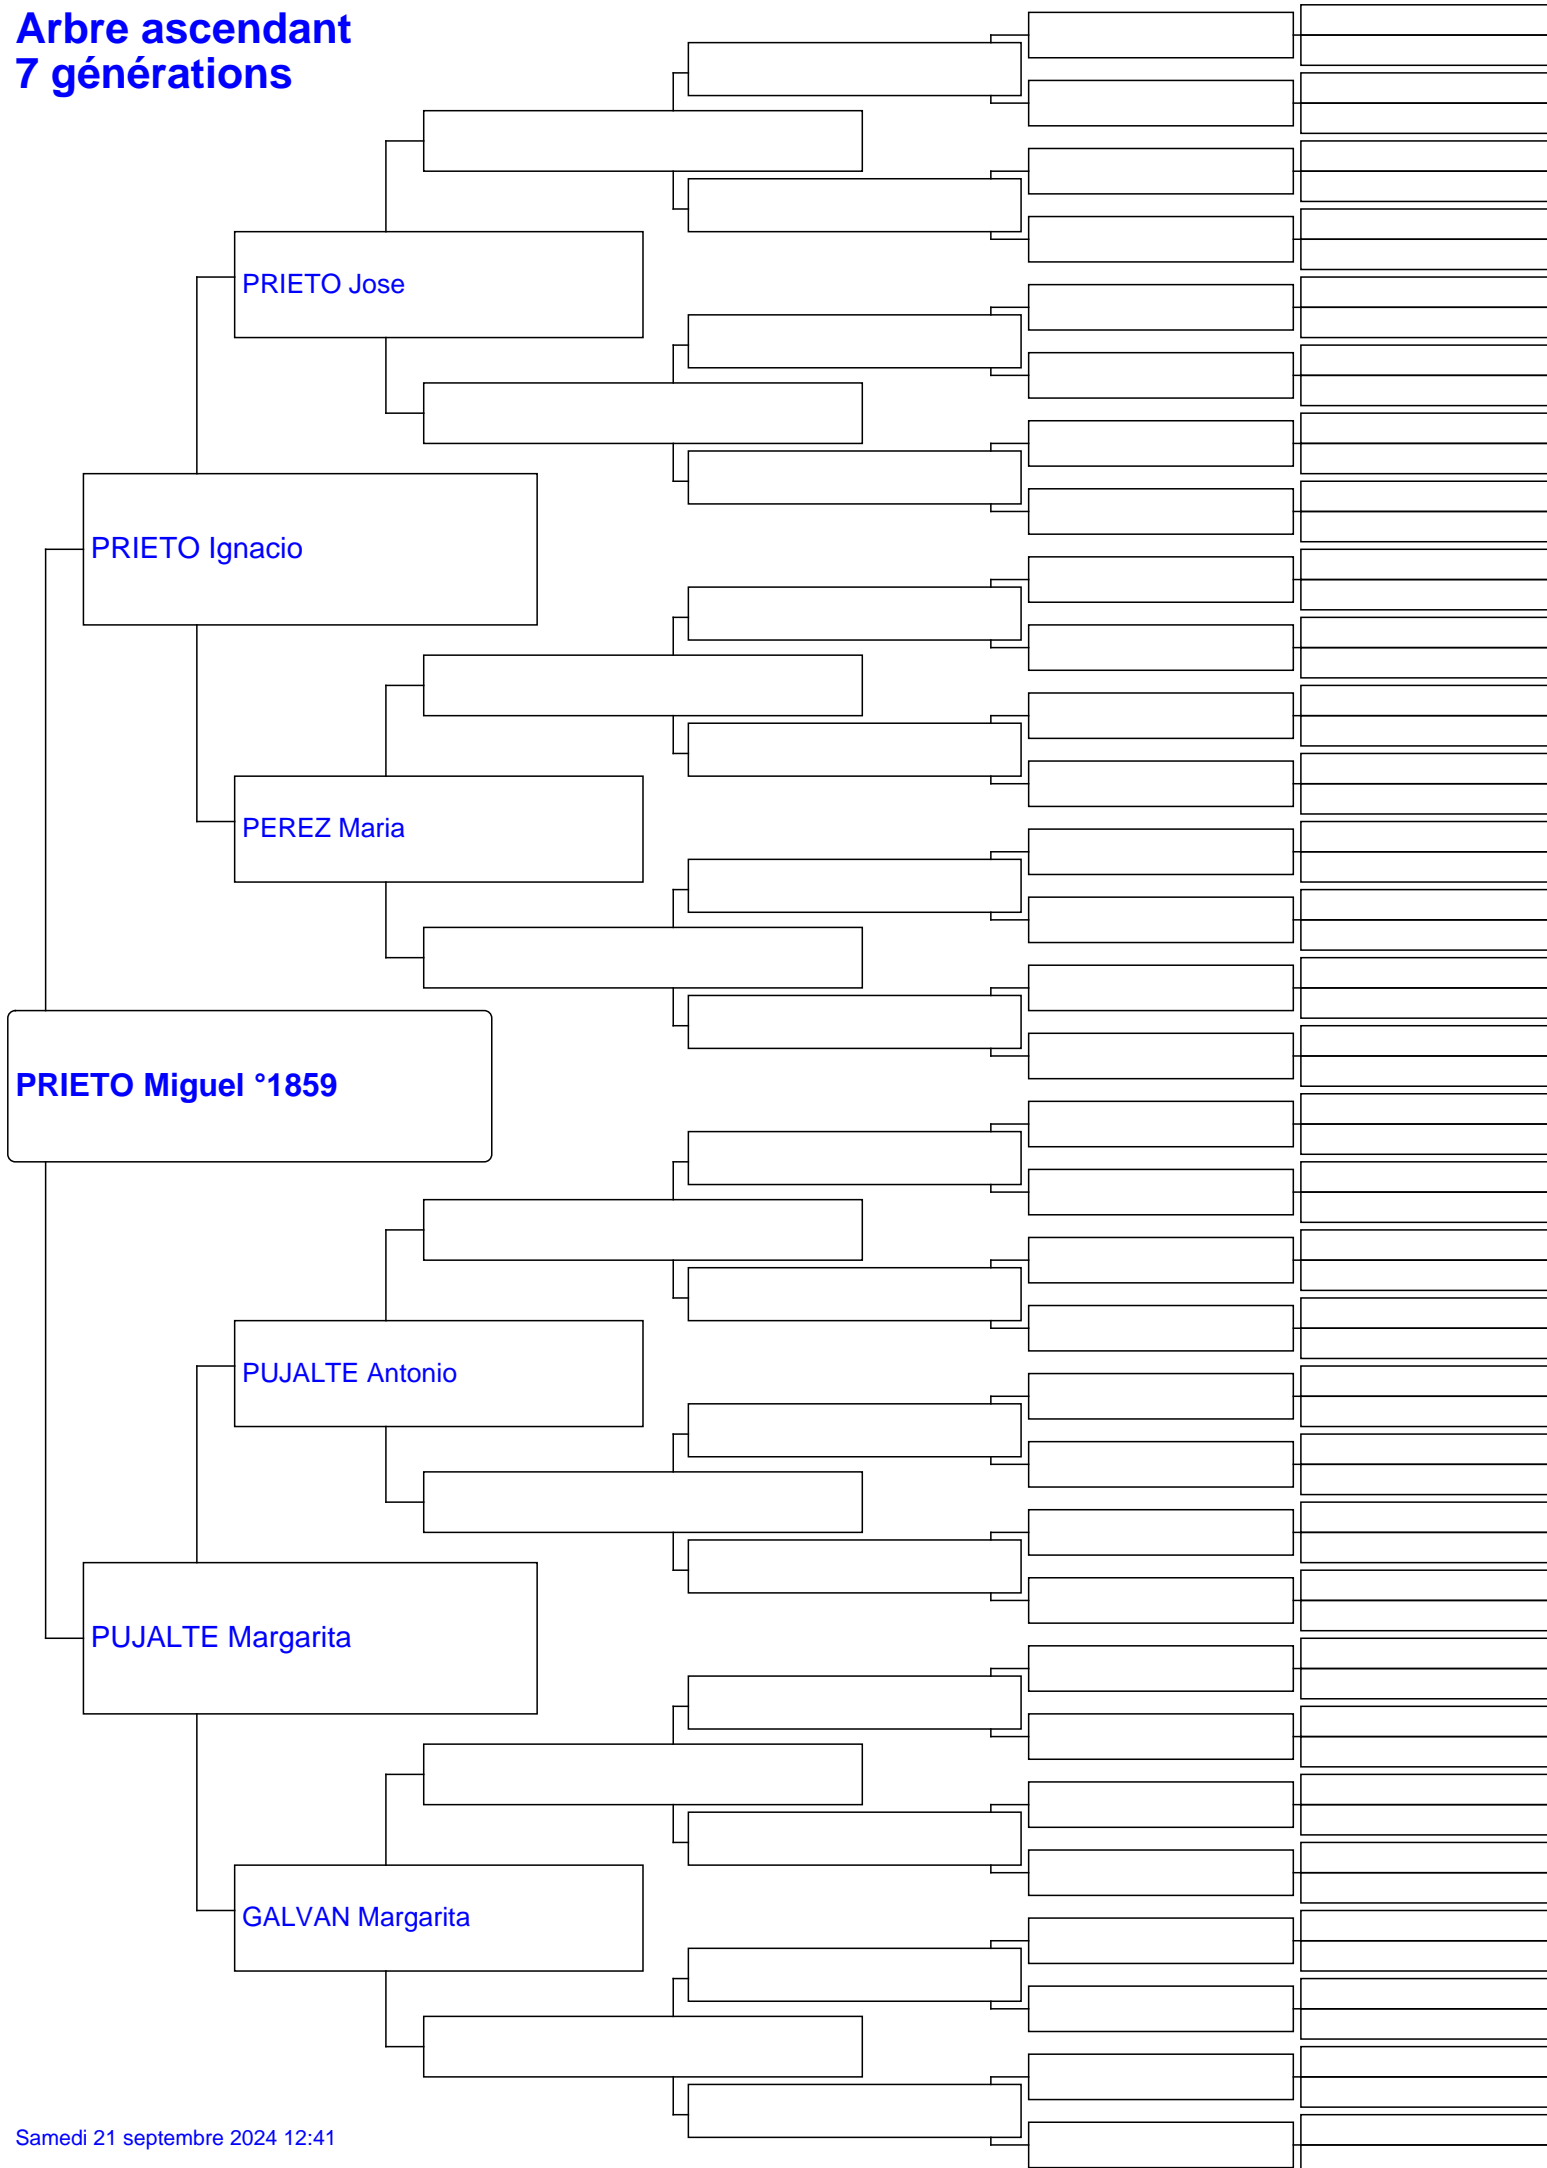 Arbre ascendant
7 générations
PRIETO Jose
PRIETO Ignacio
PEREZ Maria
PRIETO Miguel °1859
PUJALTE Antonio
PUJALTE Margarita
GALVAN Margarita
Samedi 21 septembre 2024 12:41